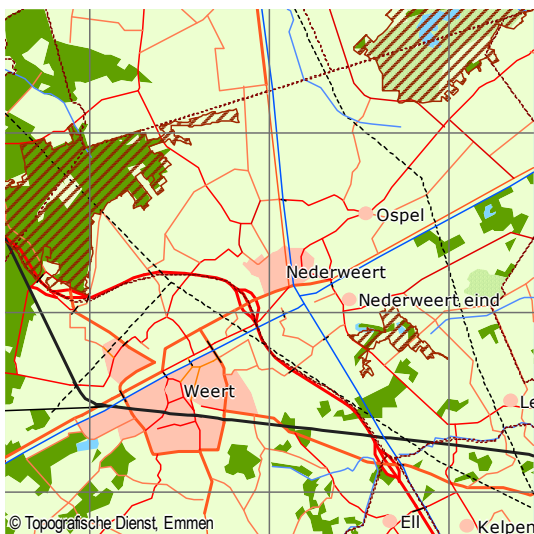 Ospel
Nederweert
Nederweert eind
Weert
Le
Ell
Kelpen
© Topografische Dienst, Emmen